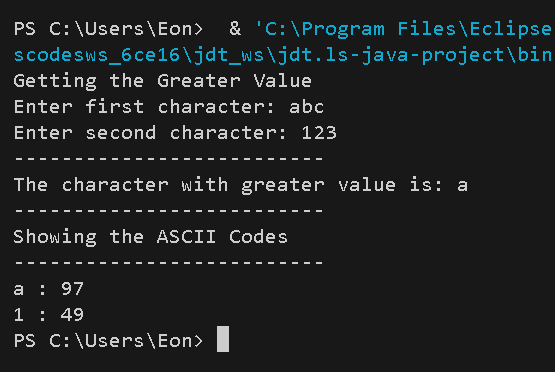 PS C:\Users\Eon>  & 'C:\Program Files\Eclipse
scodesws_6ce16\jdt_ws\jdt.ls-java-project\bin
Getting the Greater Value
Enter first character: abc
Enter second character: 123
--------------------------
The character with greater value is: a
--------------------------
Showing the ASCII Codes
--------------------------
a : 97
1 : 49
PS C:\Users\Eon>